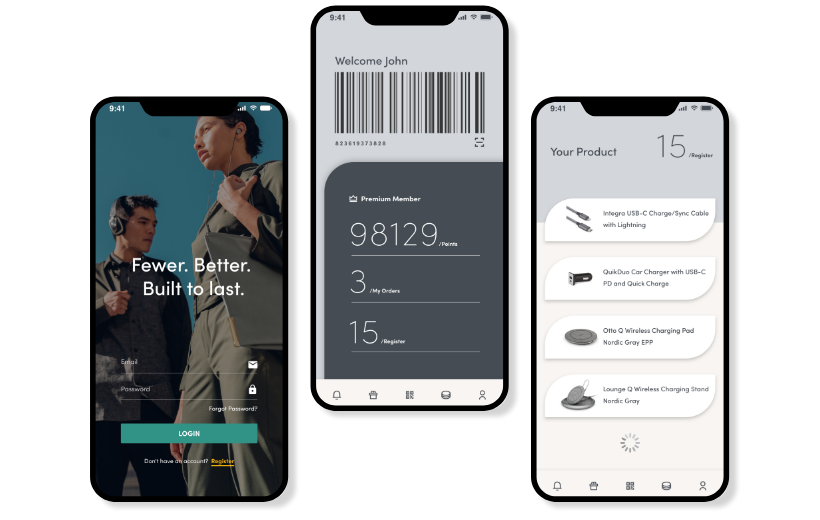 9:41
Fewer. Better.
Built to last.
Email
Password
Forgot Password?
LOGIN
Don't have an account? Register
9:41
Welcome John
823619373828
Premium Member
98129 /Points
3 /My Orders
15 /Register
9:41
Your Product 15 /Register
Integra USB-C Charge/Sync Cable
with Lightning
QuikDuo Car Charger with USB-C
PD and Quick Charge
Otto Q Wireless Charging Pad
Nordic Gray EPP
Lounge Q Wireless Charging Stand
Nordic Gray